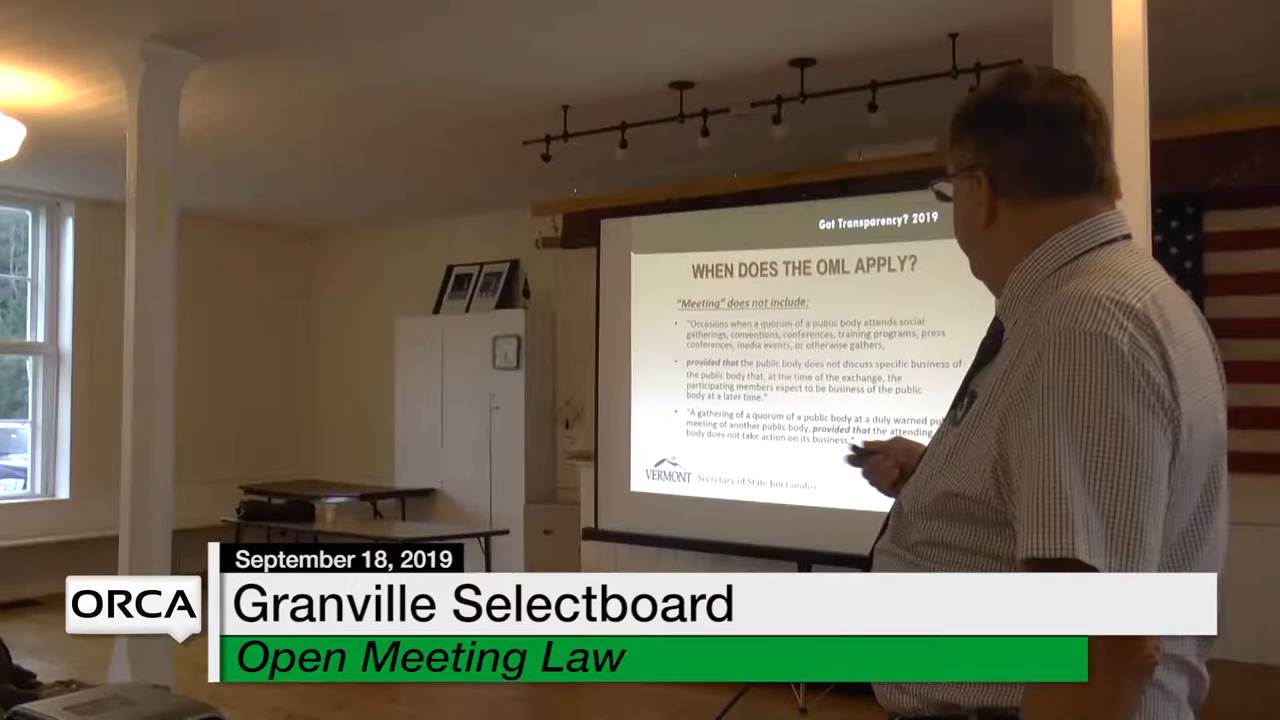 Got Transparency? 2019
WHEN DOES THE OML APPLY?
"Meeting" does not include:
• "Occasions when a quorum of a public body attends social
gatherings, conventions, conferences, training programs, press
conferences, media events, or otherwise gathers,
• provided that the public body does not discuss specific business of
the public body that, at the time of the exchange, the
participating members expect to be business of the public
body at a later time."
• "A gathering of a quorum of a public body at a duly warned
meeting of another public body, provided that the attending
body does not take action on its business."
VERMONT Secretary of State Jim Condos
September 18, 2019
ORCA
Granville Selectboard
Open Meeting Law